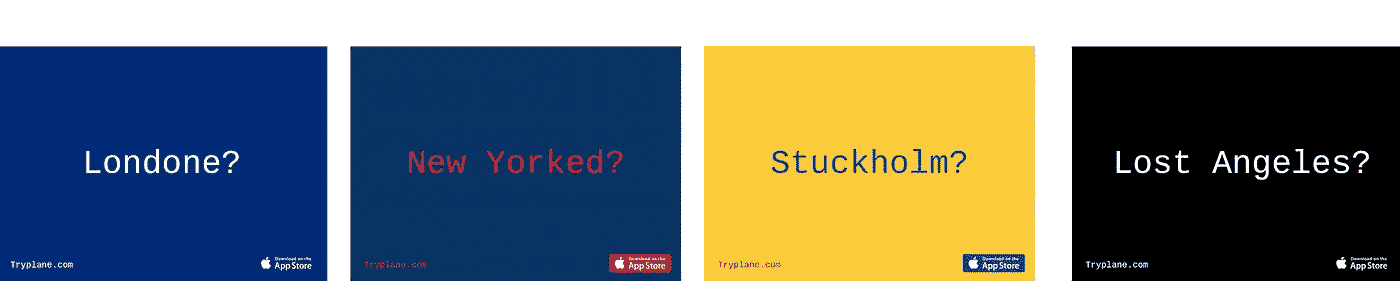 Londone?
Tryplane.com
Download on the
App Store
New Yorked?
Tryplane.com
Download on the
App Store
Stuckholm?
Tryplane.com
Download on the
App Store
Lost Angeles?
Tryplane.com
Download on the
App Store